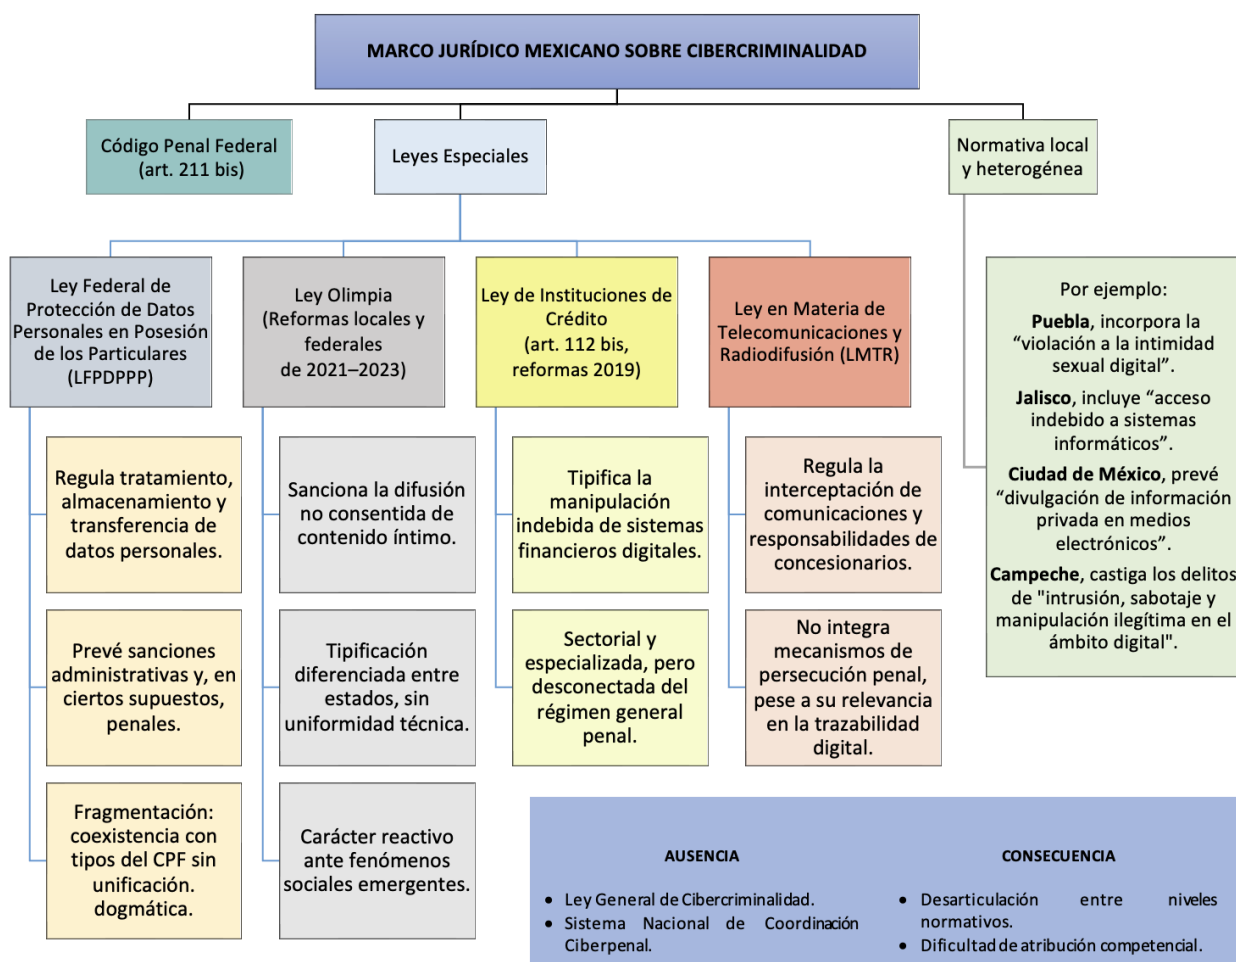 MARCO JURÍDICO MEXICANO SOBRE CIBERCRIMINALIDAD
Código Penal Federal
(art. 211 bis)
Leyes Especiales
Normativa local
y heterogénea
Ley Federal de
Protección de Datos
Personales en Posesión
de los Particulares
(LFPDPPP)
Regula tratamiento,
almacenamiento y
transferencia de
datos personales.
Prevé sanciones
administrativas y, en
ciertos supuestos,
penales.
Fragmentación:
coexistencia con
tipos del CPF sin
unificación.
dogmática.
Ley Olimpia
(Reformas locales y
federales
de 2021–2023)
Sanciona la difusión
no consentida de
contenido íntimo.
Tipificación
diferenciada entre
estados, sin
uniformidad técnica.
Carácter reactivo
ante fenómenos
sociales emergentes.
Ley de Instituciones de
Crédito
(art. 112 bis,
reformas 2019)
Tipifica la
manipulación
indebida de sistemas
financieros digitales.
Sectorial y
especializada, pero
desconectada del
régimen general
penal.
Ley en Materia de
Telecomunicaciones y
Radiodifusión (LMTR)
Regula la
interceptación de
comunicaciones y
responsabilidades de
concesionarios.
No integra
mecanismos de
persecución penal,
pese a su relevancia
en la trazabilidad
digital.
Por ejemplo:
Puebla, incorpora la
“violación a la intimidad
sexual digital”.
Jalisco, incluye “acceso
indebido a sistemas
informáticos”.
Ciudad de México, prevé
“divulgación de información
privada en medios
electrónicos”.
Campeche, castiga los delitos
de "intrusión, sabotaje y
manipulación ilegítima en el
ámbito digital".
AUSENCIA
• Ley General de Cibercriminalidad.
• Sistema Nacional de Coordinación
Ciberpenal.
CONSECUENCIA
• Desarticulación entre niveles
normativos.
• Dificultad de atribución competencial.